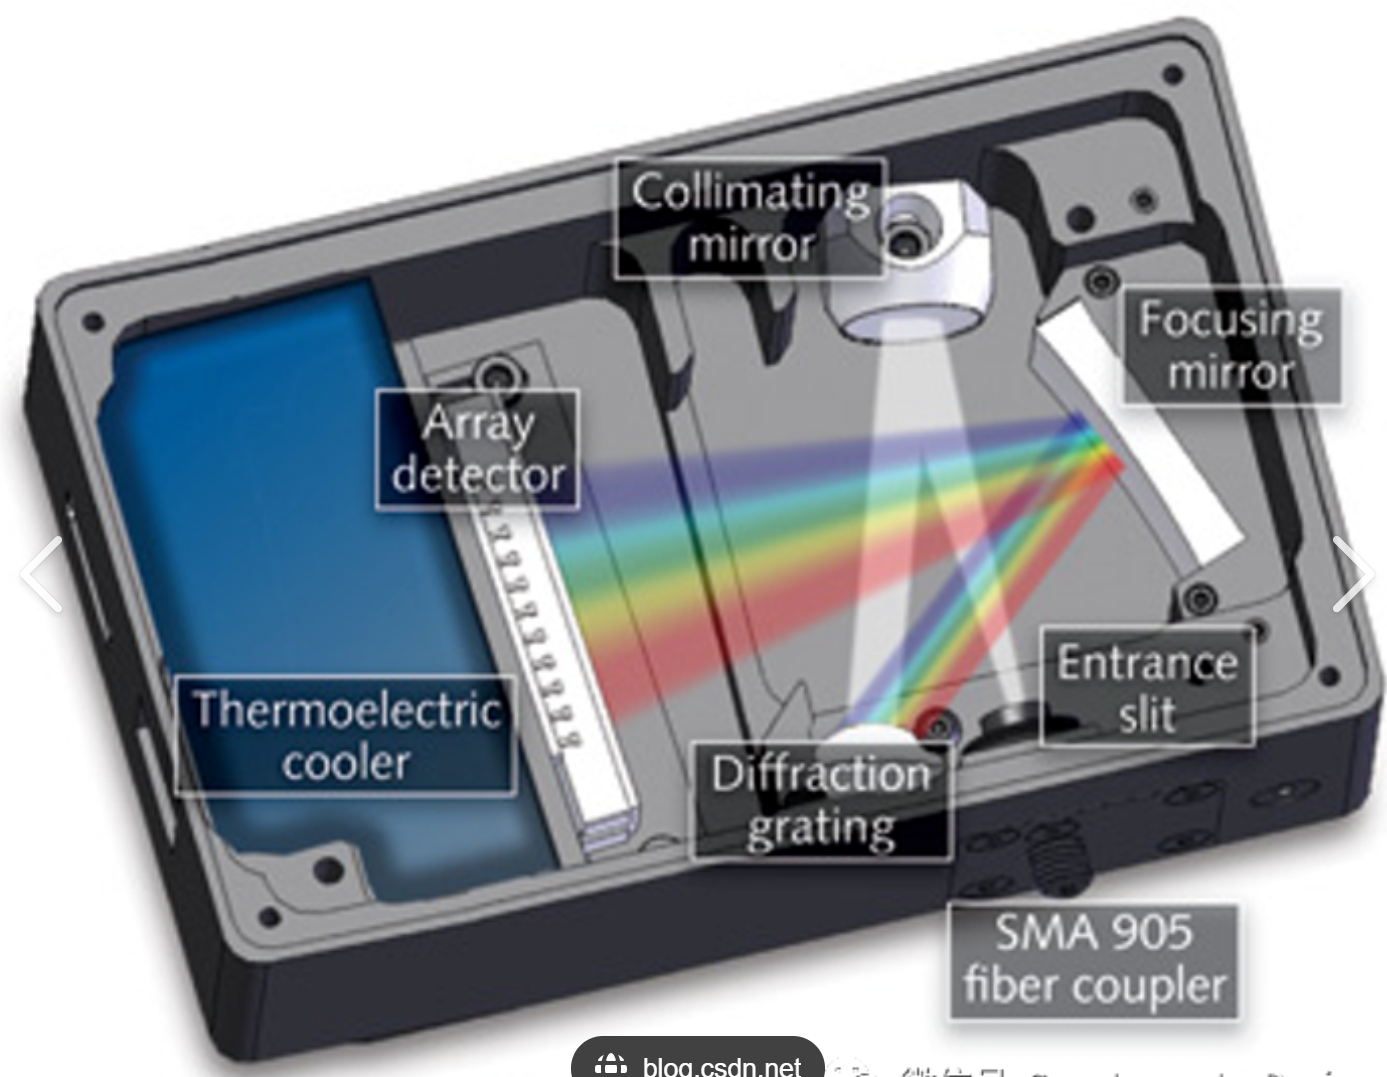 Collimating
mirror
Focusing
mirror
Array
detector
Entrance
slit
Thermoelectric
cooler
Diffraction
grating
SMA 905
fiber coupler
blog.csdn.net